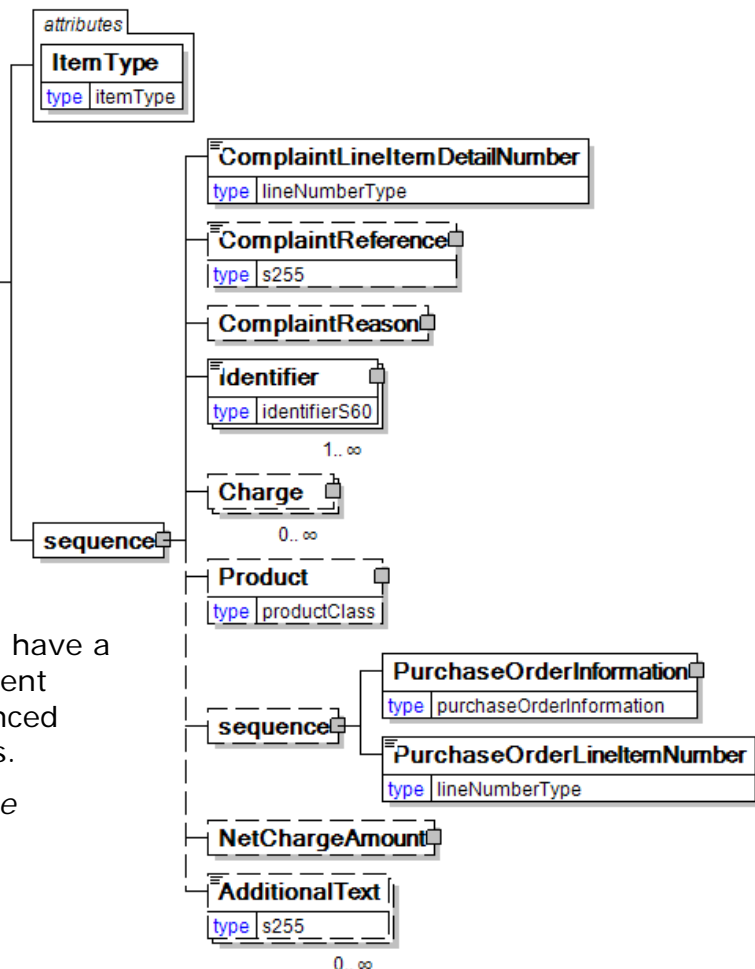 attributes
ItemType
type itemType
ComplaintLineItemDetailNumber
type lineNumberType
ComplaintReference
type s255
ComplaintReason
Identifier
type identifierS60
1.. ∞
Charge
0.. ∞
sequence
Product
type productClass
have a
ent
nced
s.
e
sequence
PurchaseOrderInformation
type purchaseOrderInformation
PurchaseOrderLineItemNumber
type lineNumberType
NetChargeAmount
AdditionalText
type s255
0.. ∞